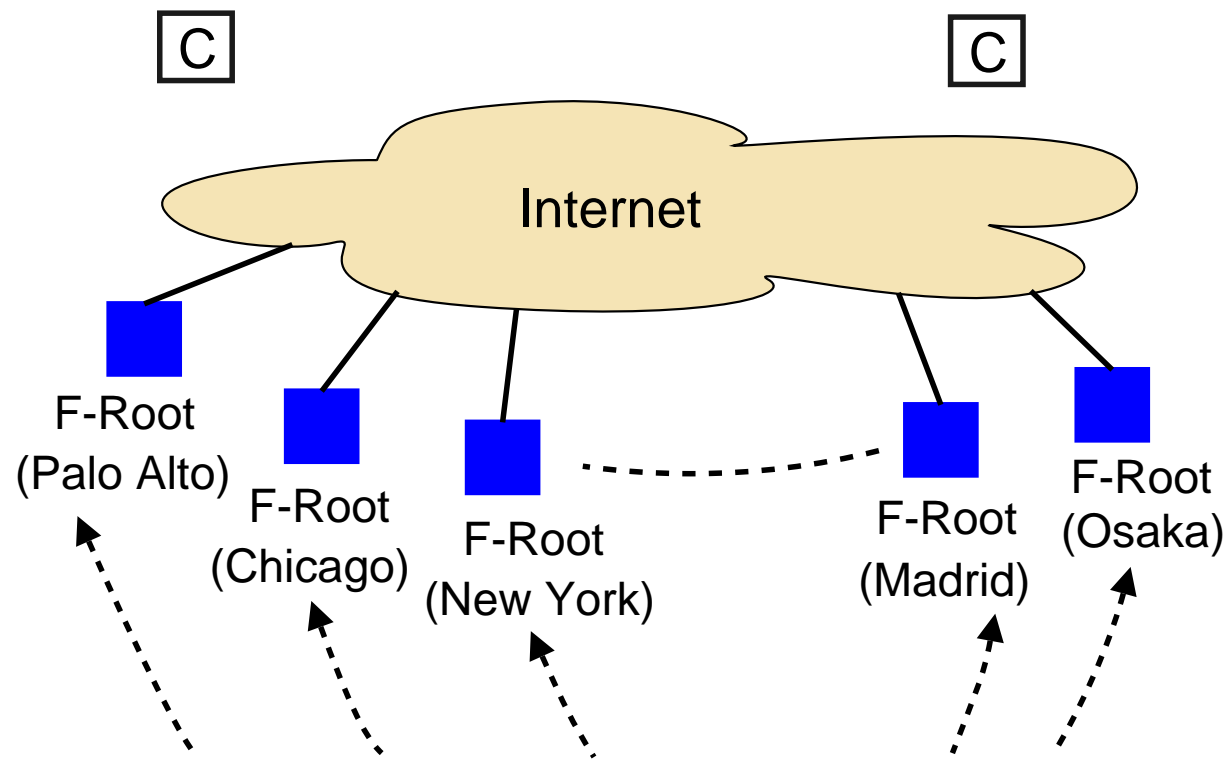 C
C
Internet
F-Root
(Palo Alto)
F-Root
(Chicago)
F-Root
(New York)
F-Root
(Madrid)
F-Root
(Osaka)